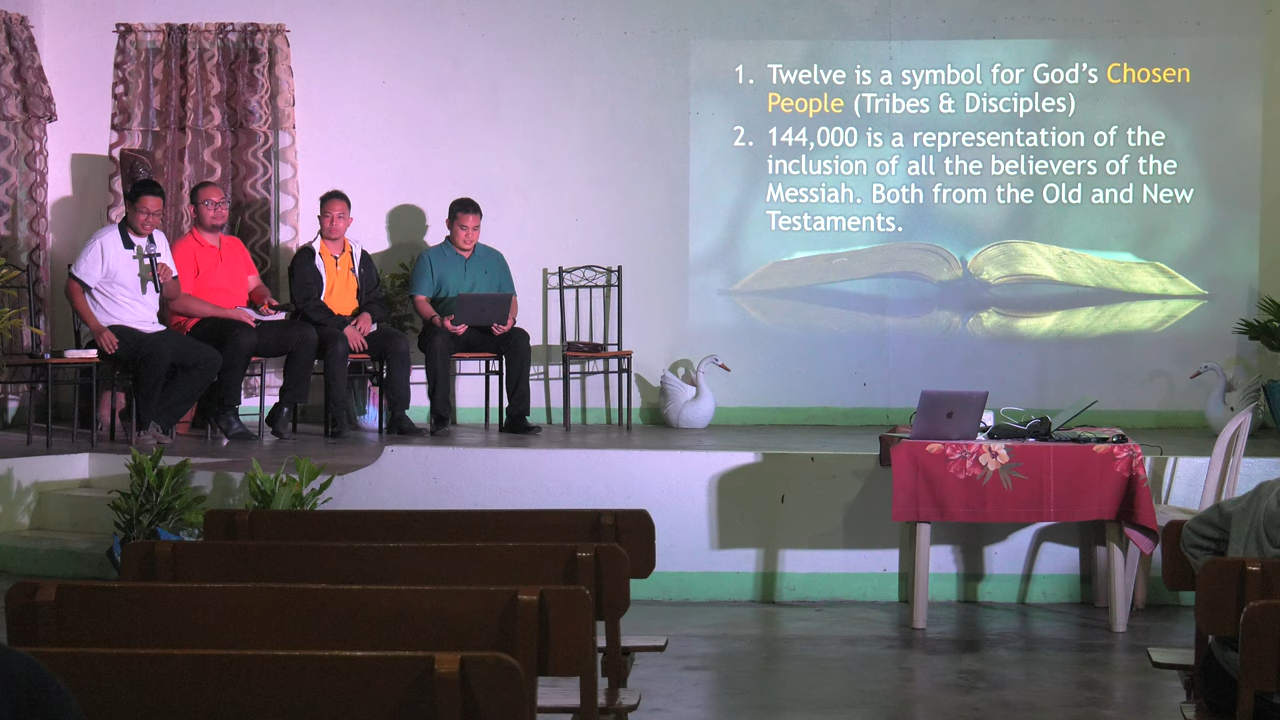 1. Twelve is a symbol for God's Chosen
People (Tribes & Disciples)
2. 144,000 is a representation of the
inclusion of all the believers of the
Messiah. Both from the Old and New
Testaments.